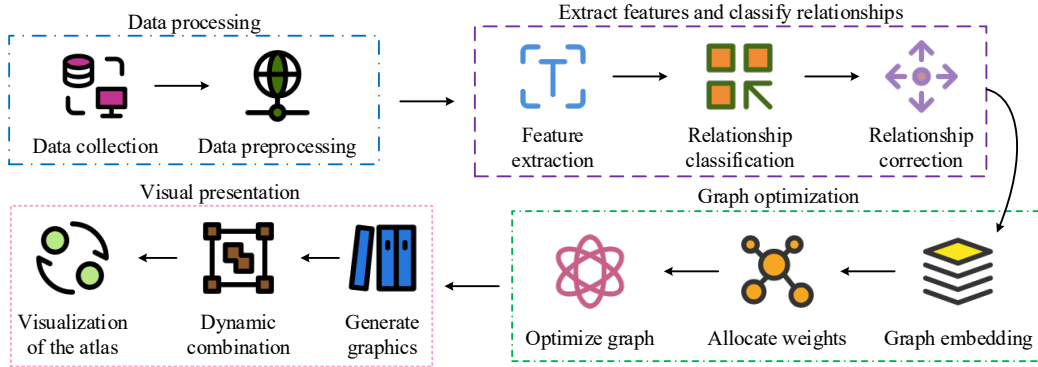 Data processing
Data collection
Data preprocessing
Extract features and classify relationships
T
Feature
extraction
Relationship
classification
Relationship
correction
Graph optimization
Graph embedding
Allocate weights
Optimize graph
Visual presentation
Generate
graphics
Dynamic
combination
Visualization
of the atlas